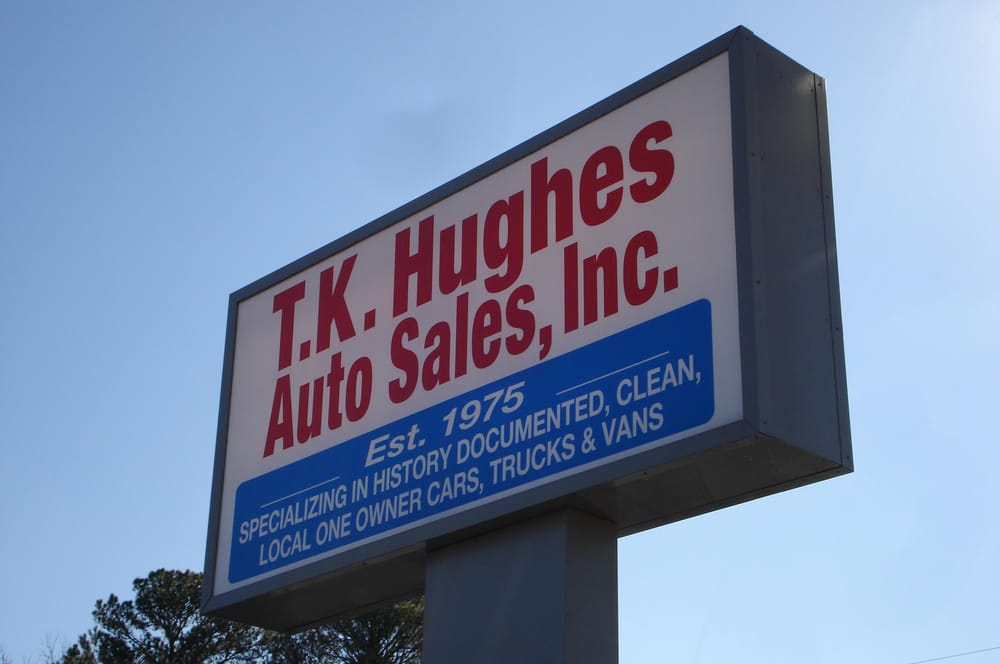 T.K. Hughes
Auto Sales, Inc.
Est. 1975
SPECIALIZING IN HISTORY DOCUMENTED, CLEAN,
LOCAL ONE OWNER CARS, TRUCKS & VANS